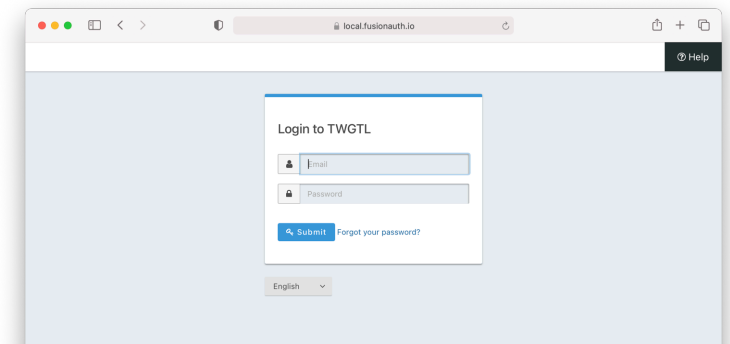 local.fusionauth.io
Help
Login to TWGTL
Email
Password
Submit Forgot your password?
English